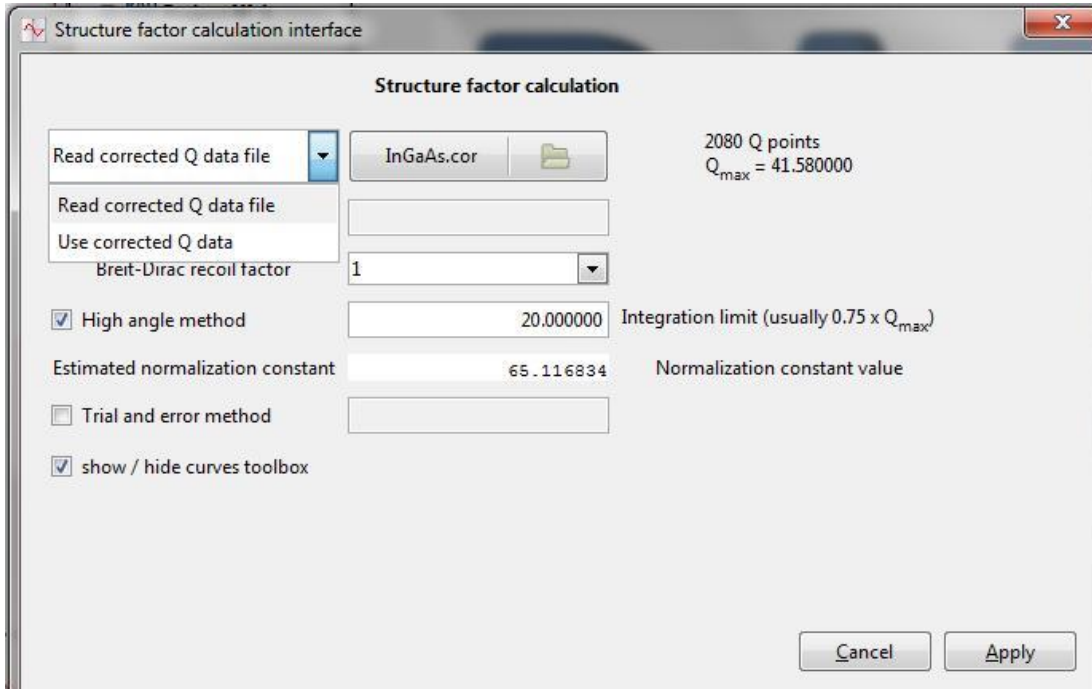 Structure factor calculation interface
Structure factor calculation
Read corrected Q data file
InGaAs.cor
2080 Q points
Qmax = 41.580000
Read corrected Q data file
Use corrected Q data
Breit-Dirac recoil factor
1
High angle method
20.000000
Integration limit (usually 0.75 x Qmax)
Estimated normalization constant
65.116834
Normalization constant value
Trial and error method
show / hide curves toolbox
Cancel
Apply